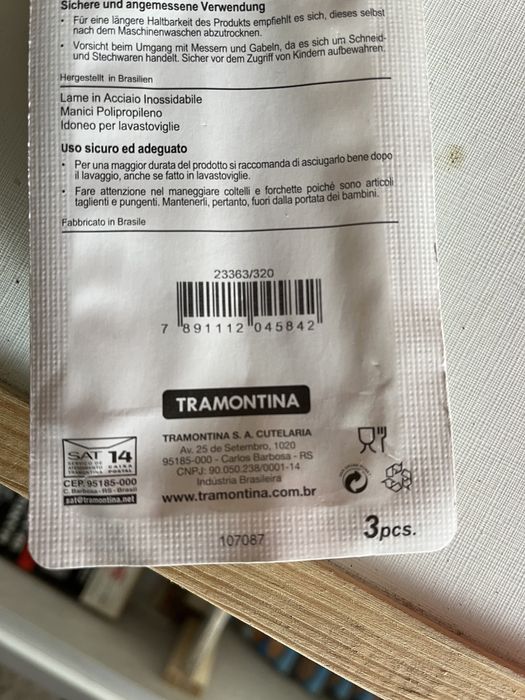 Sichere und angemessene Verwendung
• Für eine längere Haltbarkeit des Produkts empfiehlt es sich, dieses selbst
nach dem Maschinenwaschen abzutrocknen.
• Vorsicht beim Umgang mit Messern und Gabeln, da es sich um Schneid-
und Stechwaren handelt. Sicher vor dem Zugriff von Kindern aufbewahren.
Hergestellt in Brasilien
Lame in Acciaio Inossidabile
Manici Polipropileno
Idoneo per lavastoviglie
Uso sicuro ed adeguato
• Per una maggior durata del prodotto si raccomanda di asciugarlo bene dopo
il lavaggio, anche se fatto in lavastoviglie.
• Fare attenzione nel maneggiare coltelli e forchette poiché sono articoli
taglienti e pungenti. Mantenerli, pertanto, fuori dalla portata dei bambini.
Fabbricato in Brasile
23363/320
7 891112 045842
TRAMONTINA
TRAMONTINA S. A. CUTELARIA
Av. 25 de Setembro, 1020
95185-000 - Carlos Barbosa - RS
CNPJ: 90.050.238/0001-14
Indústria Brasileira
www.tramontina.com.br
SAT 14
CAIXA
POSTAL
CEP 95185-000
C. Barbosa - RS - Brasil
sat@tramontina.net
107087
3pcs.